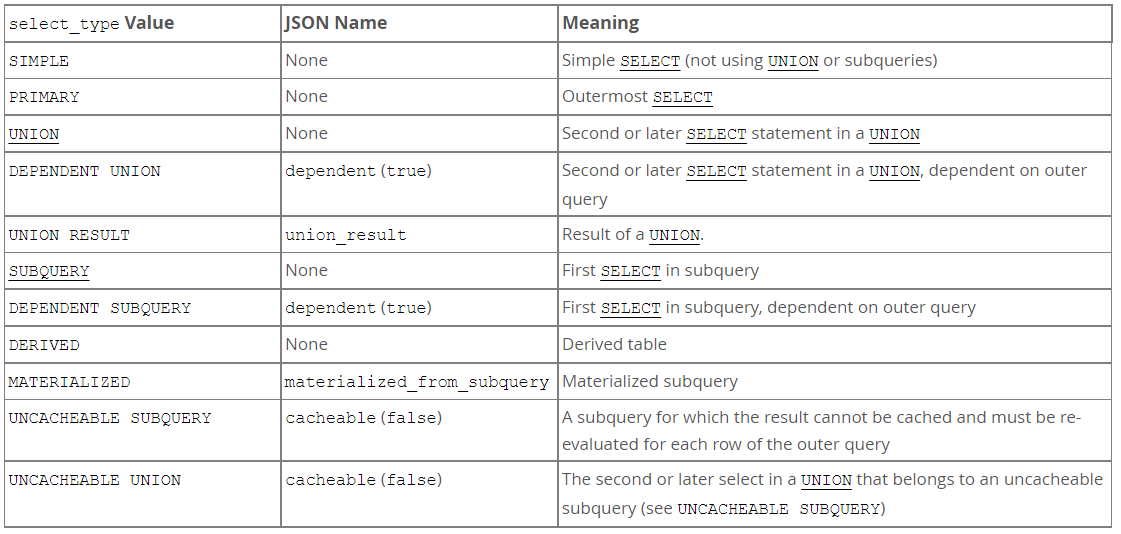 select_type Value JSON Name Meaning
SIMPLE None Simple SELECT (not using UNION or subqueries)
PRIMARY None Outermost SELECT
UNION None Second or later SELECT statement in a UNION
DEPENDENT UNION dependent (true) Second or later SELECT statement in a UNION, dependent on outer
query
UNION RESULT union_result Result of a UNION.
SUBQUERY None First SELECT in subquery
DEPENDENT SUBQUERY dependent (true) First SELECT in subquery, dependent on outer query
DERIVED None Derived table
MATERIALIZED materialized_from_subquery Materialized subquery
UNCACHEABLE SUBQUERY cacheable (false) A subquery for which the result cannot be cached and must be re-
evaluated for each row of the outer query
UNCACHEABLE UNION cacheable (false) The second or later select in a UNION that belongs to an uncacheable
subquery (see UNCACHEABLE SUBQUERY)